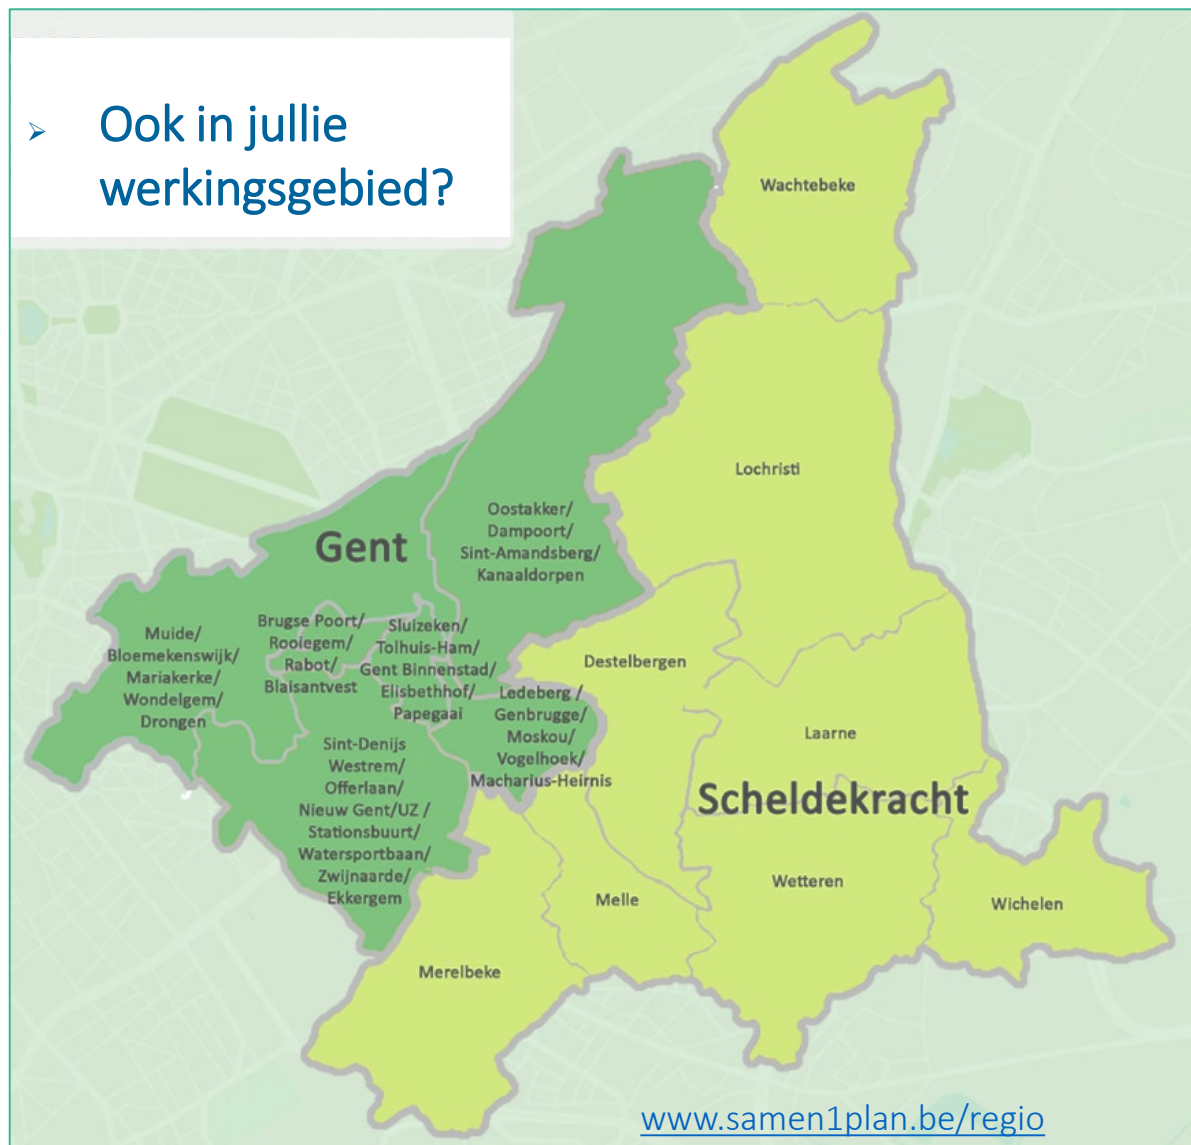 ➢ Ook in jullie
werkingsgebied?
Wachtebeke
Lochristi
Oostakker/
Dampoort/
Sint-Amandsberg/
Kanaaldorpen
Gent
Muide/
Bloemekenswijk/
Mariakerke/
Wondelgem/
Drongen
Brugse Poort/
Rooiegem/
Rabot/
Blaisantvest
Sluizeken/
Tolhuis-Ham/
Gent Binnenstad/
Elisbethhof/
Papegaai
Destelbergen
Ledeberg /
Genbrugge/
Moskou/
Vogelhoek/
Macharius-Heirnis
Sint-Denijs
Westrem/
Offerlaan/
Nieuw Gent/UZ /
Stationsbuurt/
Watersportbaan/
Zwijnaarde/
Ekkergem
Laarne
Scheldekracht
Wetteren
Melle
Wichelen
Merelbeke
www.samen1plan.be/regio